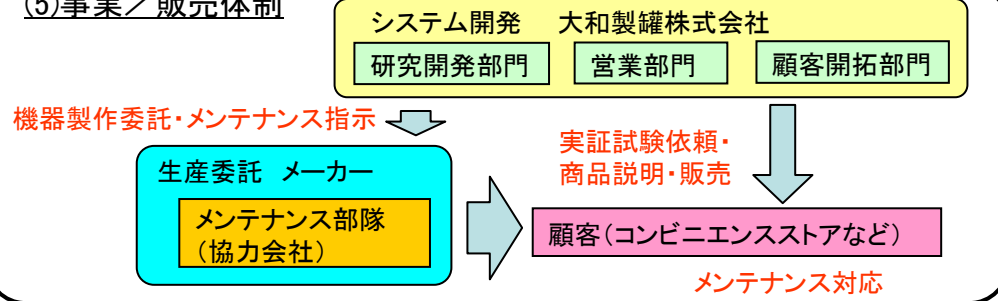 (5)事業／販売体制
システム開発　大和製罐株式会社
研究開発部門　営業部門　顧客開拓部門
機器製作委託・メンテナンス指示
実証試験依頼・
商品説明・販売
生産委託　メーカー
メンテナンス部隊
（協力会社）
顧客（コンビニエンスストアなど）
メンテナンス対応